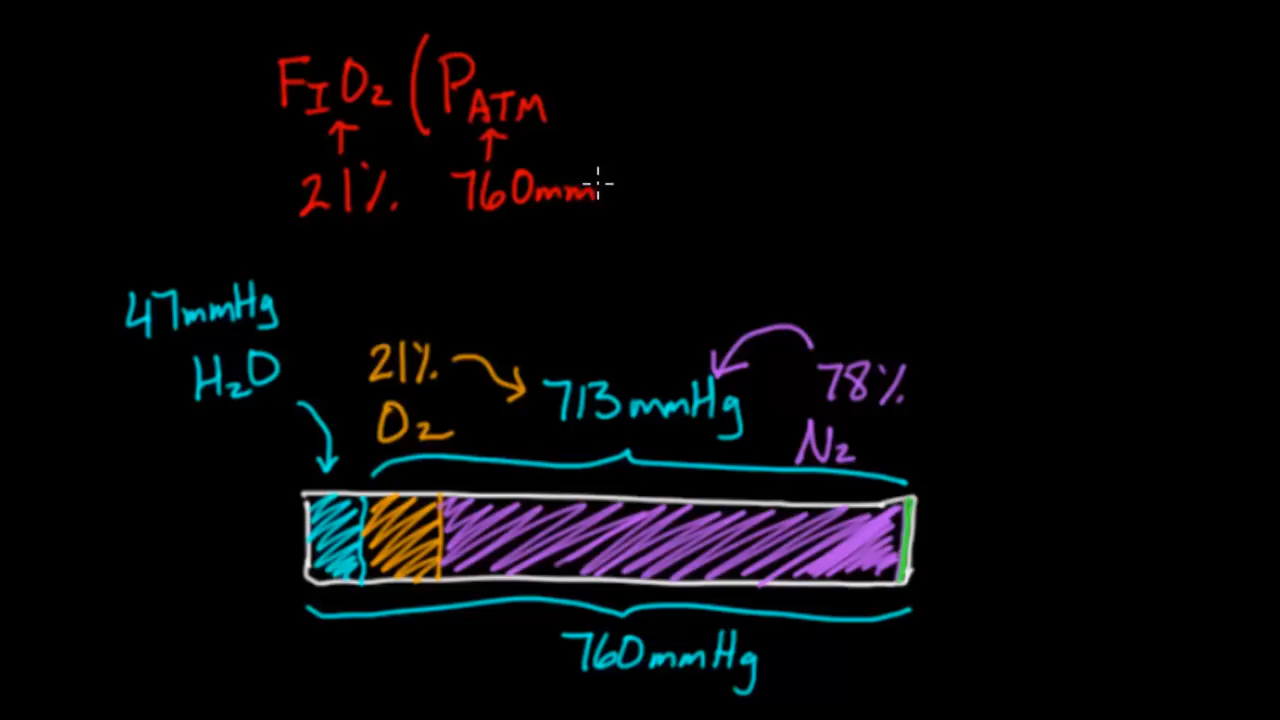 FIO2 (PATM
21% 760mm
47mmHg
H2O
21%
O2
713mmHg
78%
N2
760mmHg